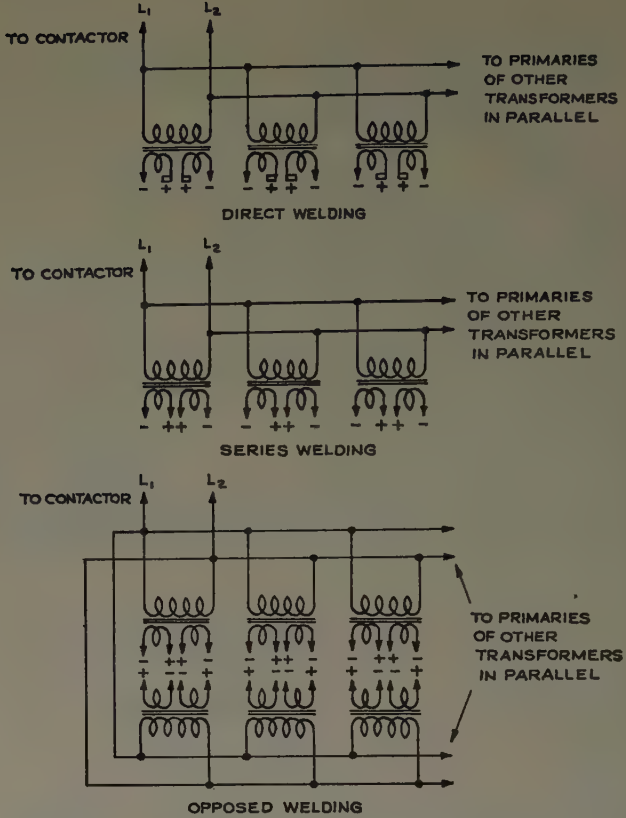 L₁ L₂
TO CONTACTOR
TO PRIMARIES
OF OTHER
TRANSFORMERS
IN PARALLEL
- + + - - + + - - + + -
DIRECT WELDING
L₁ L₂
TO CONTACTOR
TO PRIMARIES
OF OTHER
TRANSFORMERS
IN PARALLEL
- + + - - + + - - + + -
SERIES WELDING
L₁ L₂
TO CONTACTOR
TO PRIMARIES
OF OTHER
TRANSFORMERS
IN PARALLEL
- + + - - + + - - + + -
+ - - + + - - + + - - +
OPPOSED WELDING